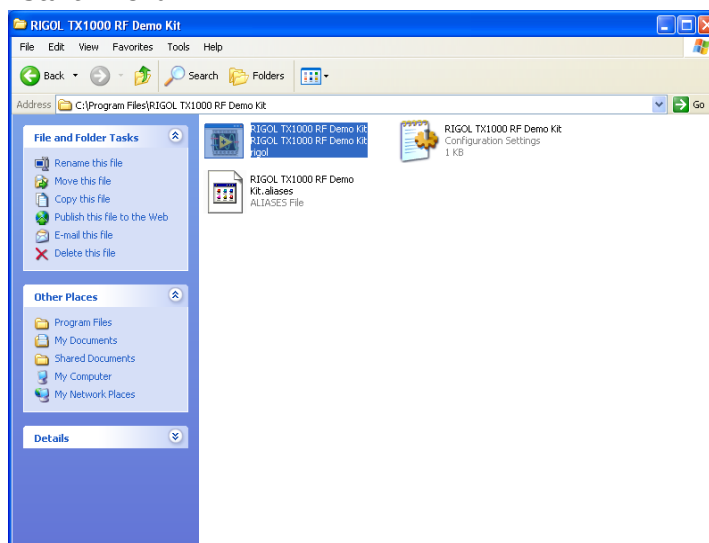 RIGOL TX1000 RF Demo Kit
File Edit View Favorites Tools Help
Back Search Folders
Address C:\Program Files\RIGOL TX1000 RF Demo Kit Go
File and Folder Tasks
Rename this file
Move this file
Copy this file
Publish this file to the Web
E-mail this file
Delete this file
Other Places
Program Files
My Documents
Shared Documents
My Computer
My Network Places
Details
RIGOL TX1000 RF Demo Kit
RIGOL TX1000 RF Demo Kit
rigol
RIGOL TX1000 RF Demo Kit
Configuration Settings
1 KB
RIGOL TX1000 RF Demo
Kit.aliases
ALIASES File